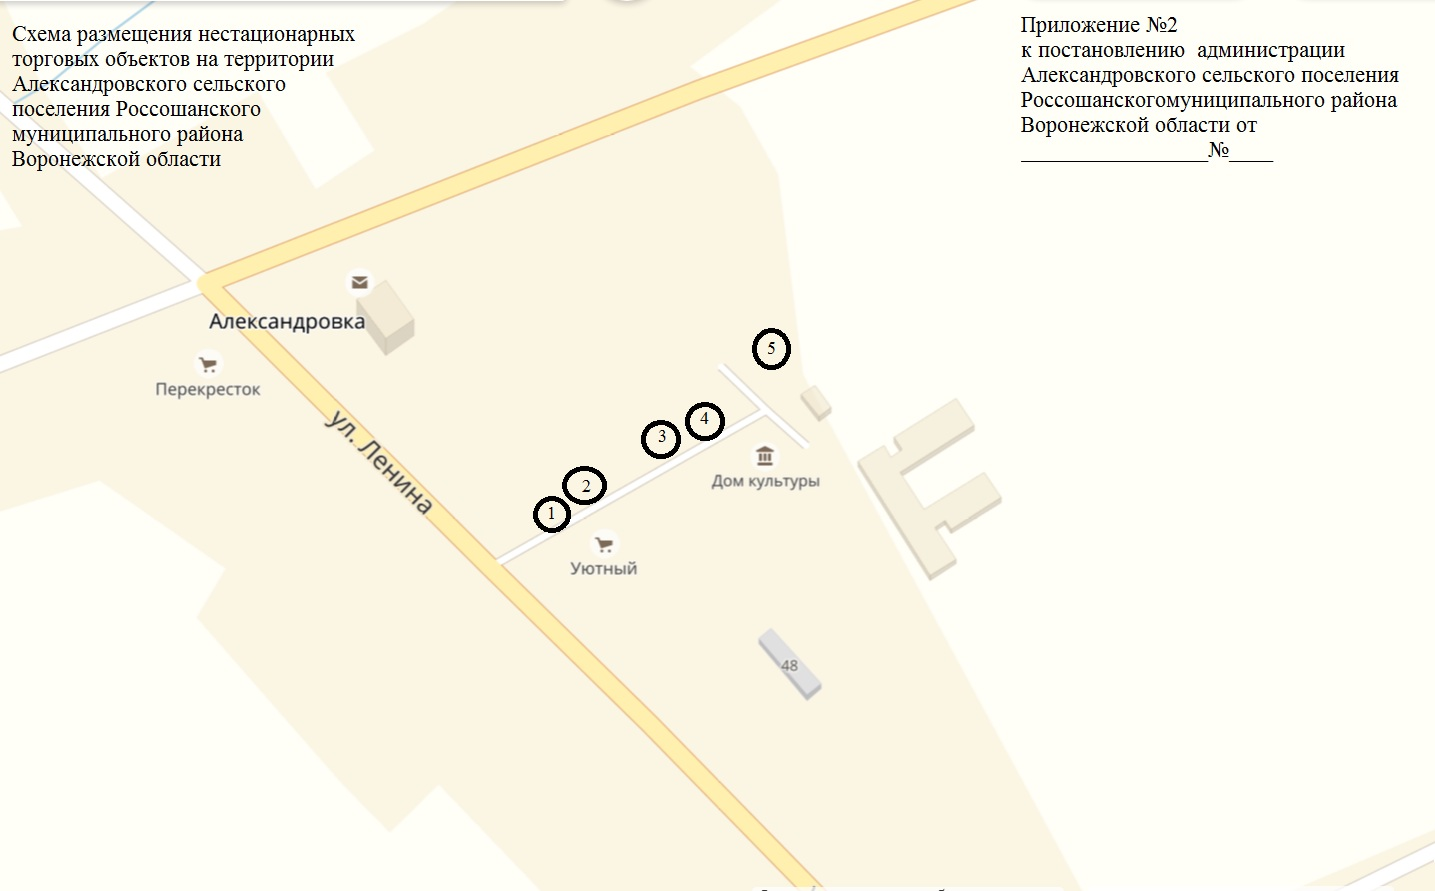 Схема размещения нестационарных
торговых объектов на территории
Александровского сельского
поселения Россошанского
муниципального района
Воронежской области
Приложение №2
к постановлению администрации
Александровского сельского поселения
Россошанскогомуниципального района
Воронежской области от
_________________№____
Александровка
Перекресток
ул. Ленина
5
4
3
2
1
Дом культуры
Уютный
48